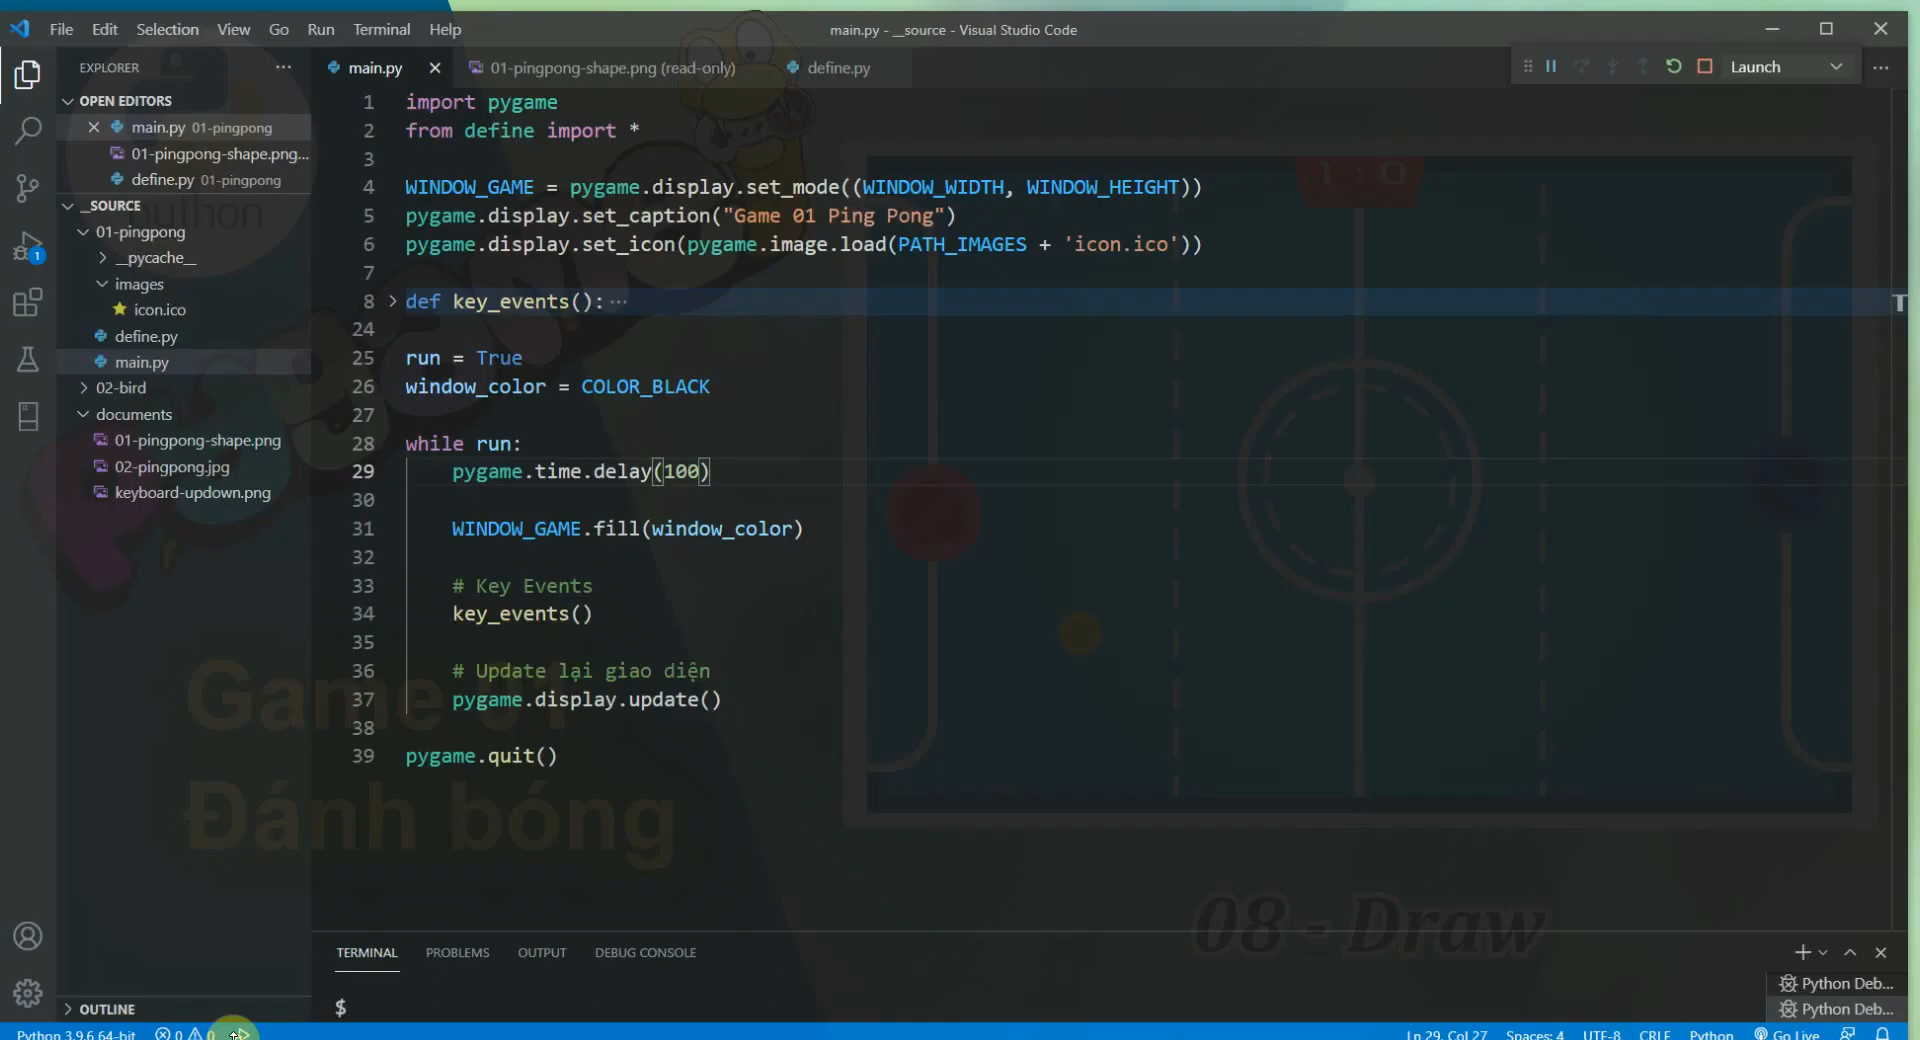 File Edit Selection View Go Run Terminal Help
main.py - __source - Visual Studio Code
EXPLORER
main.py
01-pingpong-shape.png (read-only)
define.py
Launch
OPEN EDITORS
main.py 01-pingpong
01-pingpong-shape.png...
define.py 01-pingpong
_SOURCE
01-pingpong
__pycache__
images
icon.ico
define.py
main.py
02-bird
documents
01-pingpong-shape.png
02-pingpong.jpg
keyboard-updown.png
OUTLINE
1 import pygame
2 from define import *
3
4 WINDOW_GAME = pygame.display.set_mode((WINDOW_WIDTH, WINDOW_HEIGHT))
5 pygame.display.set_caption("Game 01 Ping Pong")
6 pygame.display.set_icon(pygame.image.load(PATH_IMAGES + 'icon.ico'))
7
8 def key_events():
24
25 run = True
26 window_color = COLOR_BLACK
27
28 while run:
29 pygame.time.delay(100)
30
31 WINDOW_GAME.fill(window_color)
32
33 # Key Events
34 key_events()
35
36 # Update lại giao diện
37 pygame.display.update()
38
39 pygame.quit()
python
1 : 0
Game 01
Đánh bóng
08 - Draw
TERMINAL PROBLEMS OUTPUT DEBUG CONSOLE
$
Python Deb...
Python Deb...
Python 3.9.6 64-bit
0 0
Ln 29, Col 27
Spaces: 4
UTF-8
CRLF
Python
Go Live